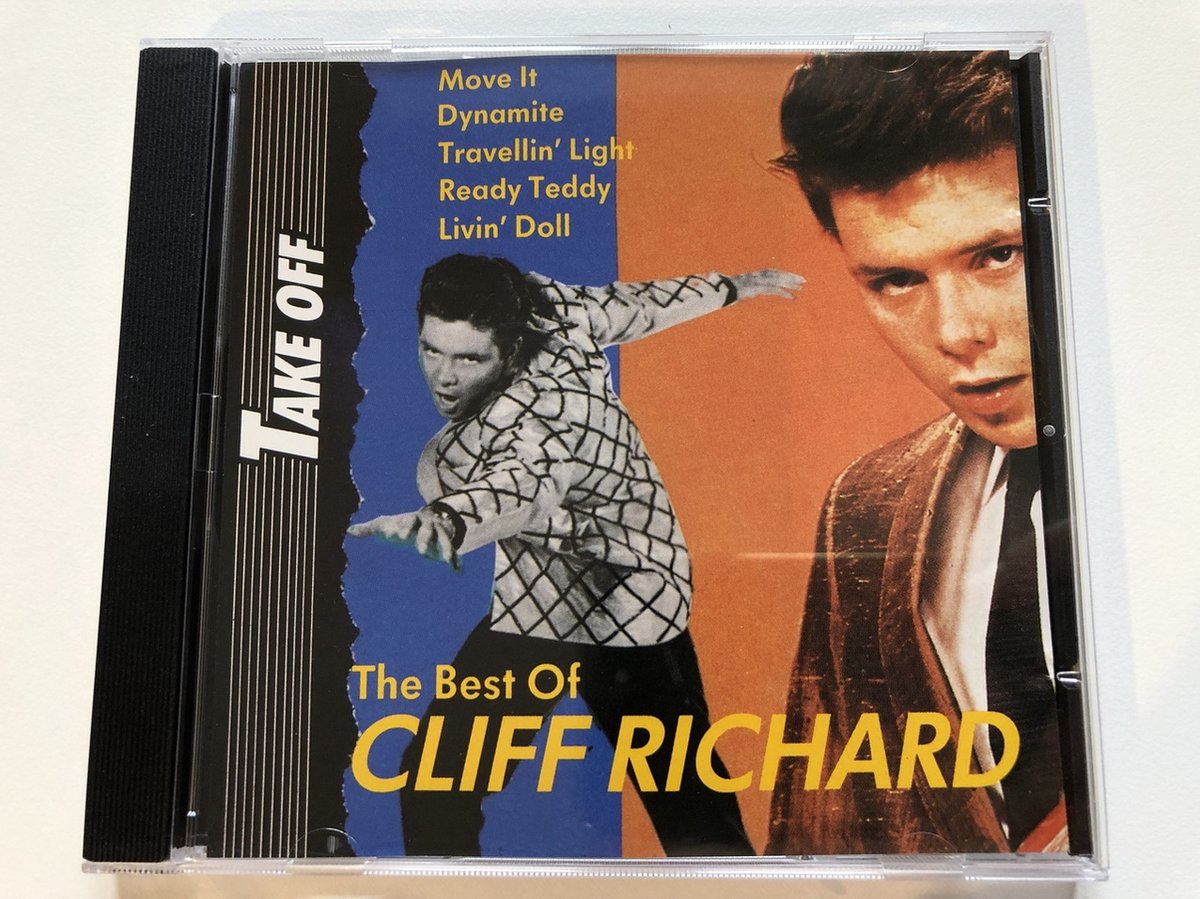 Move It
Dynamite
Travellin' Light
Ready Teddy
Livin' Doll
TAKE OFF
The Best Of
CLIFF RICHARD